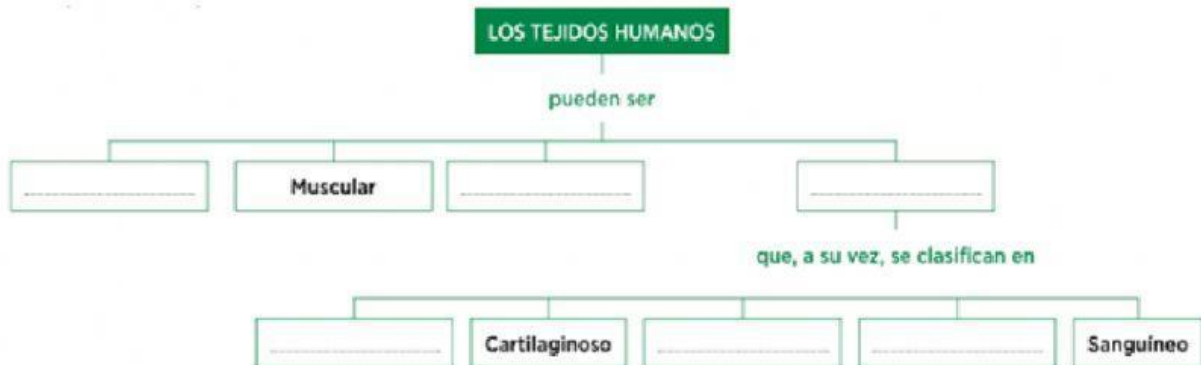 LOS TEJIDOS HUMANOS
pueden ser
Muscular
que, a su vez, se clasifican en
Cartilaginoso
Sanguíneo